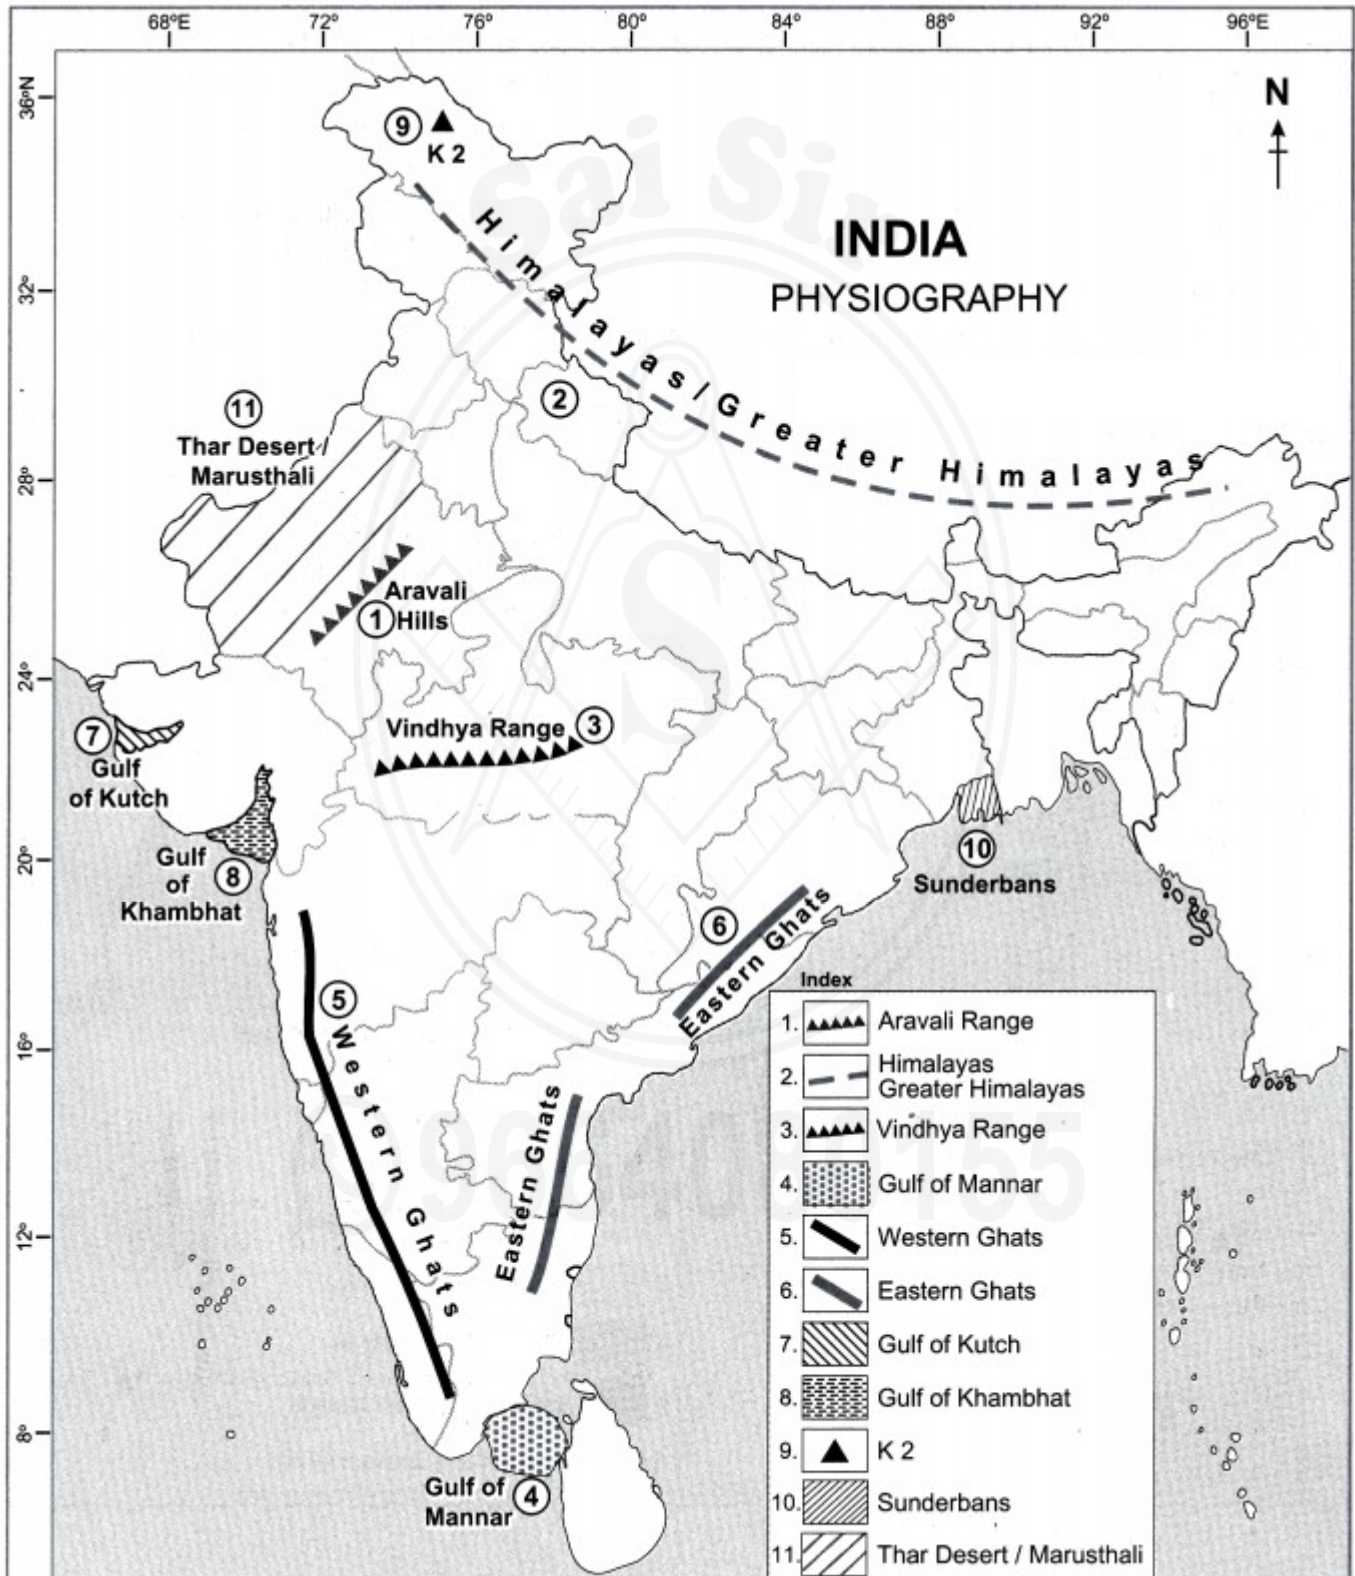 68°E 72° 76° 80° 84° 88° 92° 96°E
36°N
32°
28°
24°
20°
16°
12°
8°
N
INDIA
PHYSIOGRAPHY
Sai Sir
S
9
K 2
Himalayas/Greater Himalayas
2
11
Thar Desert /
Marusthali
Aravali
1 Hills
Vindhya Range 3
7
Gulf
of Kutch
Gulf
of
Khambhat
8
10
Sunderbans
6
Eastern Ghats
5
Western Ghats
Eastern Ghats
Gulf of
Mannar
4
Index
1. Aravali Range
2. Himalayas
Greater Himalayas
3. Vindhya Range
4. Gulf of Mannar
5. Western Ghats
6. Eastern Ghats
7. Gulf of Kutch
8. Gulf of Khambhat
9. K 2
10. Sunderbans
11. Thar Desert / Marusthali